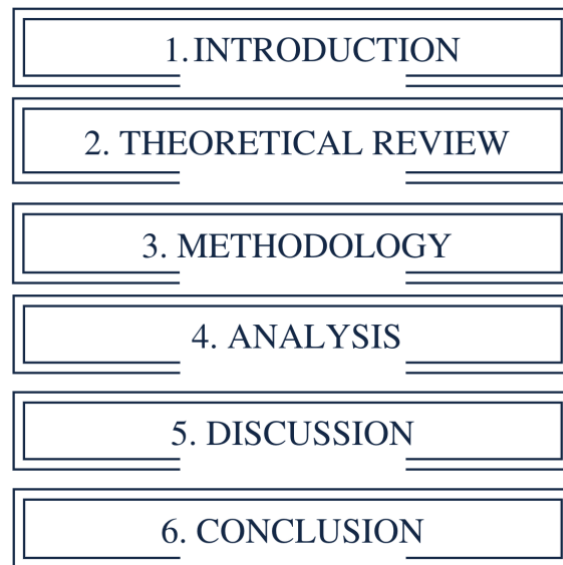 1. INTRODUCTION
2. THEORETICAL REVIEW
3. METHODOLOGY
4. ANALYSIS
5. DISCUSSION
6. CONCLUSION